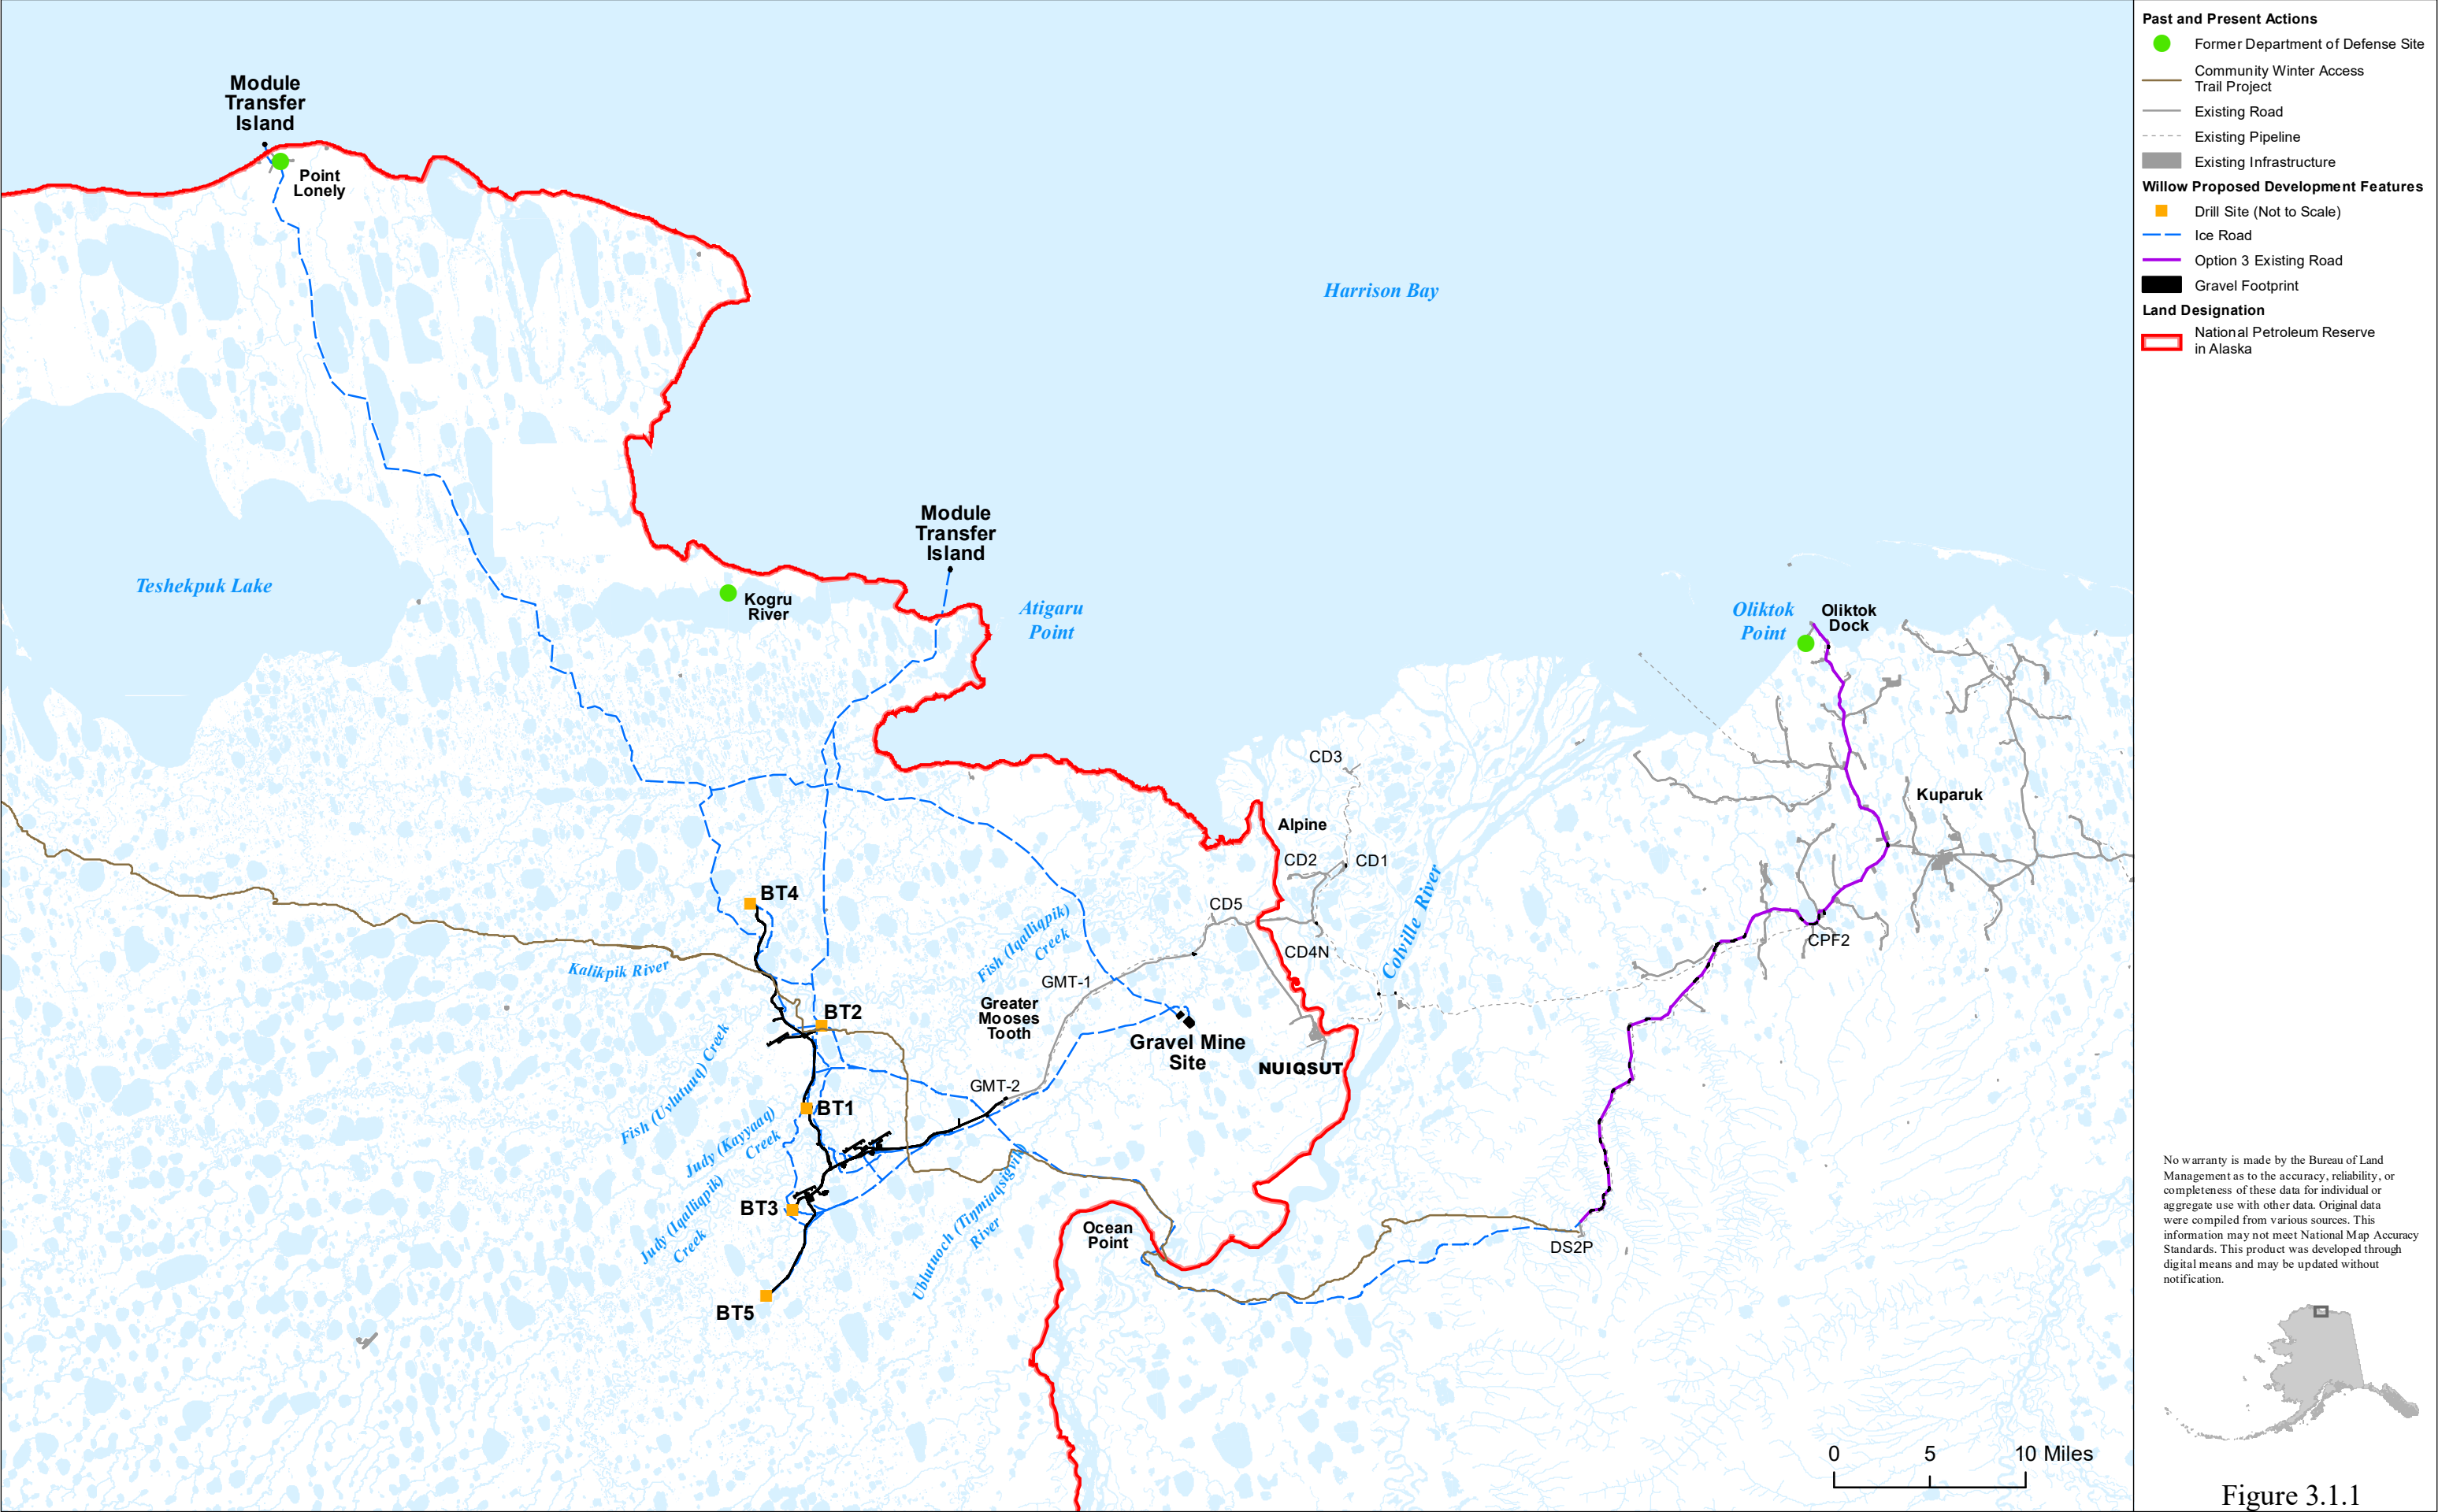 Module
Transfer
Island
Point
Lonely
Harrison Bay
Teshekpuk Lake
Module
Transfer
Island
Kogru
River
Atigaru
Point
Oliktok
Point
Oliktok
Dock
CD3
Kuparuk
Alpine
CD2
CD1
BT4
CD5
Colville River
CPF2
Fish (Iqalliqpik)
Creek
CD4N
Kalikpik River
GMT-1
BT2
Greater
Mooses
Tooth
Gravel Mine
Site
NUIQSUT
Fish (Uvlutuuq) Creek
GMT-2
BT1
Judy (Kayyaaq)
Creek
BT3
Judy (Iqalliqpik)
Creek
Ublutuoch (Tiŋmiaqsiġvik)
River
Ocean
Point
DS2P
BT5
0 5 10 Miles
Past and Present Actions
Former Department of Defense Site
Community Winter Access
Trail Project
Existing Road
Existing Pipeline
Existing Infrastructure
Willow Proposed Development Features
Drill Site (Not to Scale)
Ice Road
Option 3 Existing Road
Gravel Footprint
Land Designation
National Petroleum Reserve
in Alaska
No warranty is made by the Bureau of Land
Management as to the accuracy, reliability, or
completeness of these data for individual or
aggregate use with other data. Original data
were compiled from various sources. This
information may not meet National Map Accuracy
Standards. This product was developed through
digital means and may be updated without
notification.
Figure 3.1.1